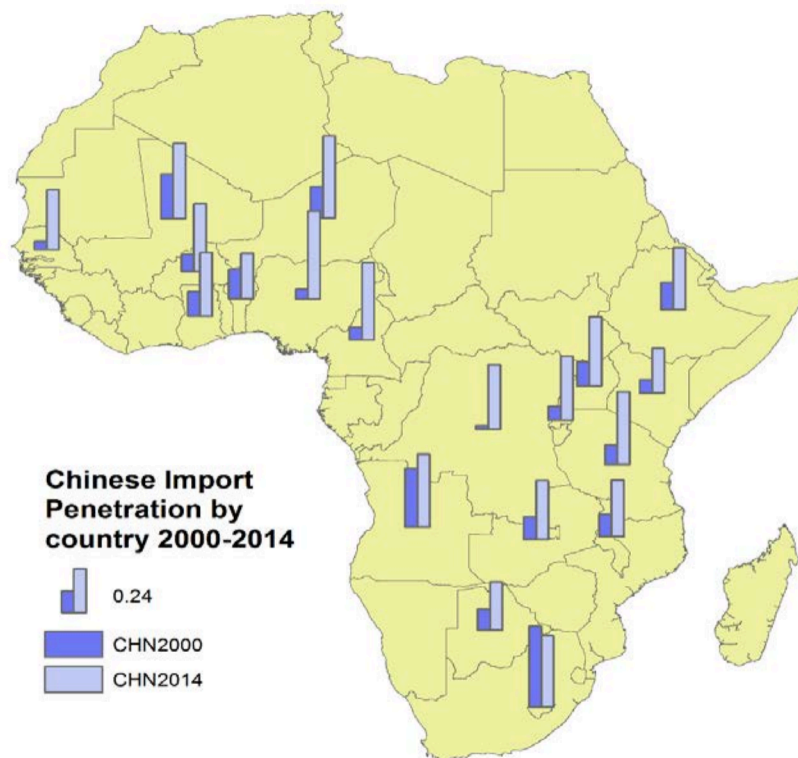 Chinese Import
Penetration by
country 2000-2014
0.24
CHN2000
CHN2014